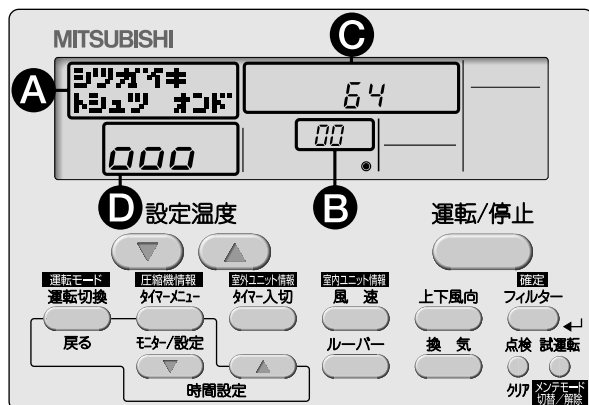 MITSUBISHI
C
A
シツガイキ
トシュツ オンド
64
00
000
D
B
設定温度
運転/停止
運転モード
圧縮機情報
室外ユニット情報
室内ユニット情報
確定
運転切換
タイマーメニュー
タイマー入切
風 速
上下風向
フィルター
戻る
モニター/設定
ルーバー
換 気
点検
試運転
時間設定
クリア
メンテモード
切替/解除